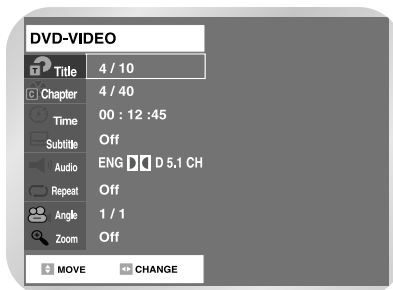 DVD-VIDEO
Title 4 / 10
C Chapter 4 / 40
Time 00 : 12 :45
Subtitle Off
Audio ENG D 5.1 CH
Repeat Off
Angle 1 / 1
Zoom Off
MOVE CHANGE